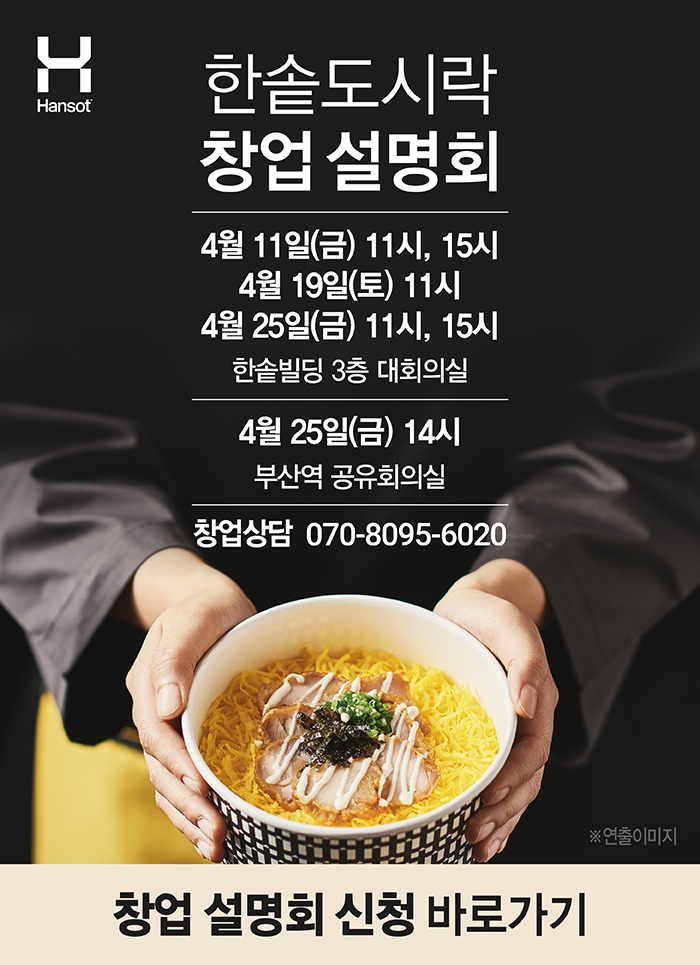 Hansot
한솥도시락
창업 설명회
4월 11일(금) 11시, 15시
4월 19일(토) 11시
4월 25일(금) 11시, 15시
한솥빌딩 3층 대회의실
4월 25일(금) 14시
부산역 공유회의실
창업상담 070-8095-6020
※연출이미지
창업 설명회 신청 바로가기